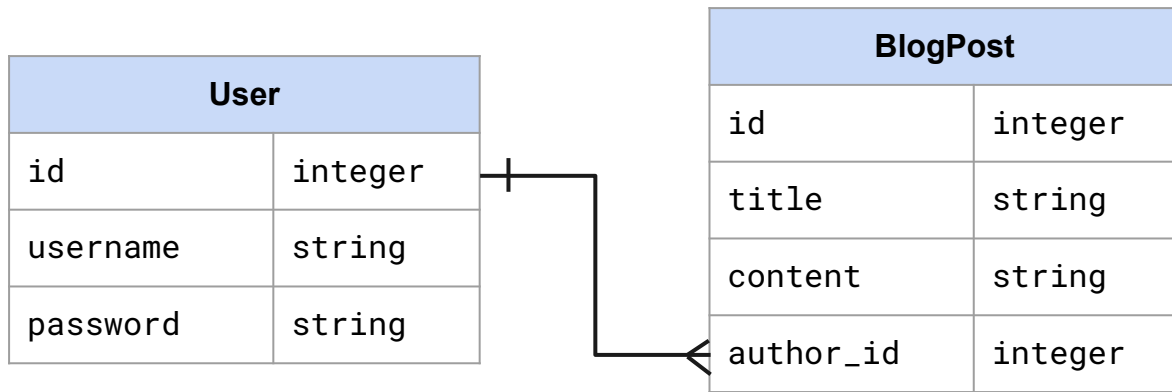 User
id integer
username string
password string
BlogPost
id integer
title string
content string
author_id integer